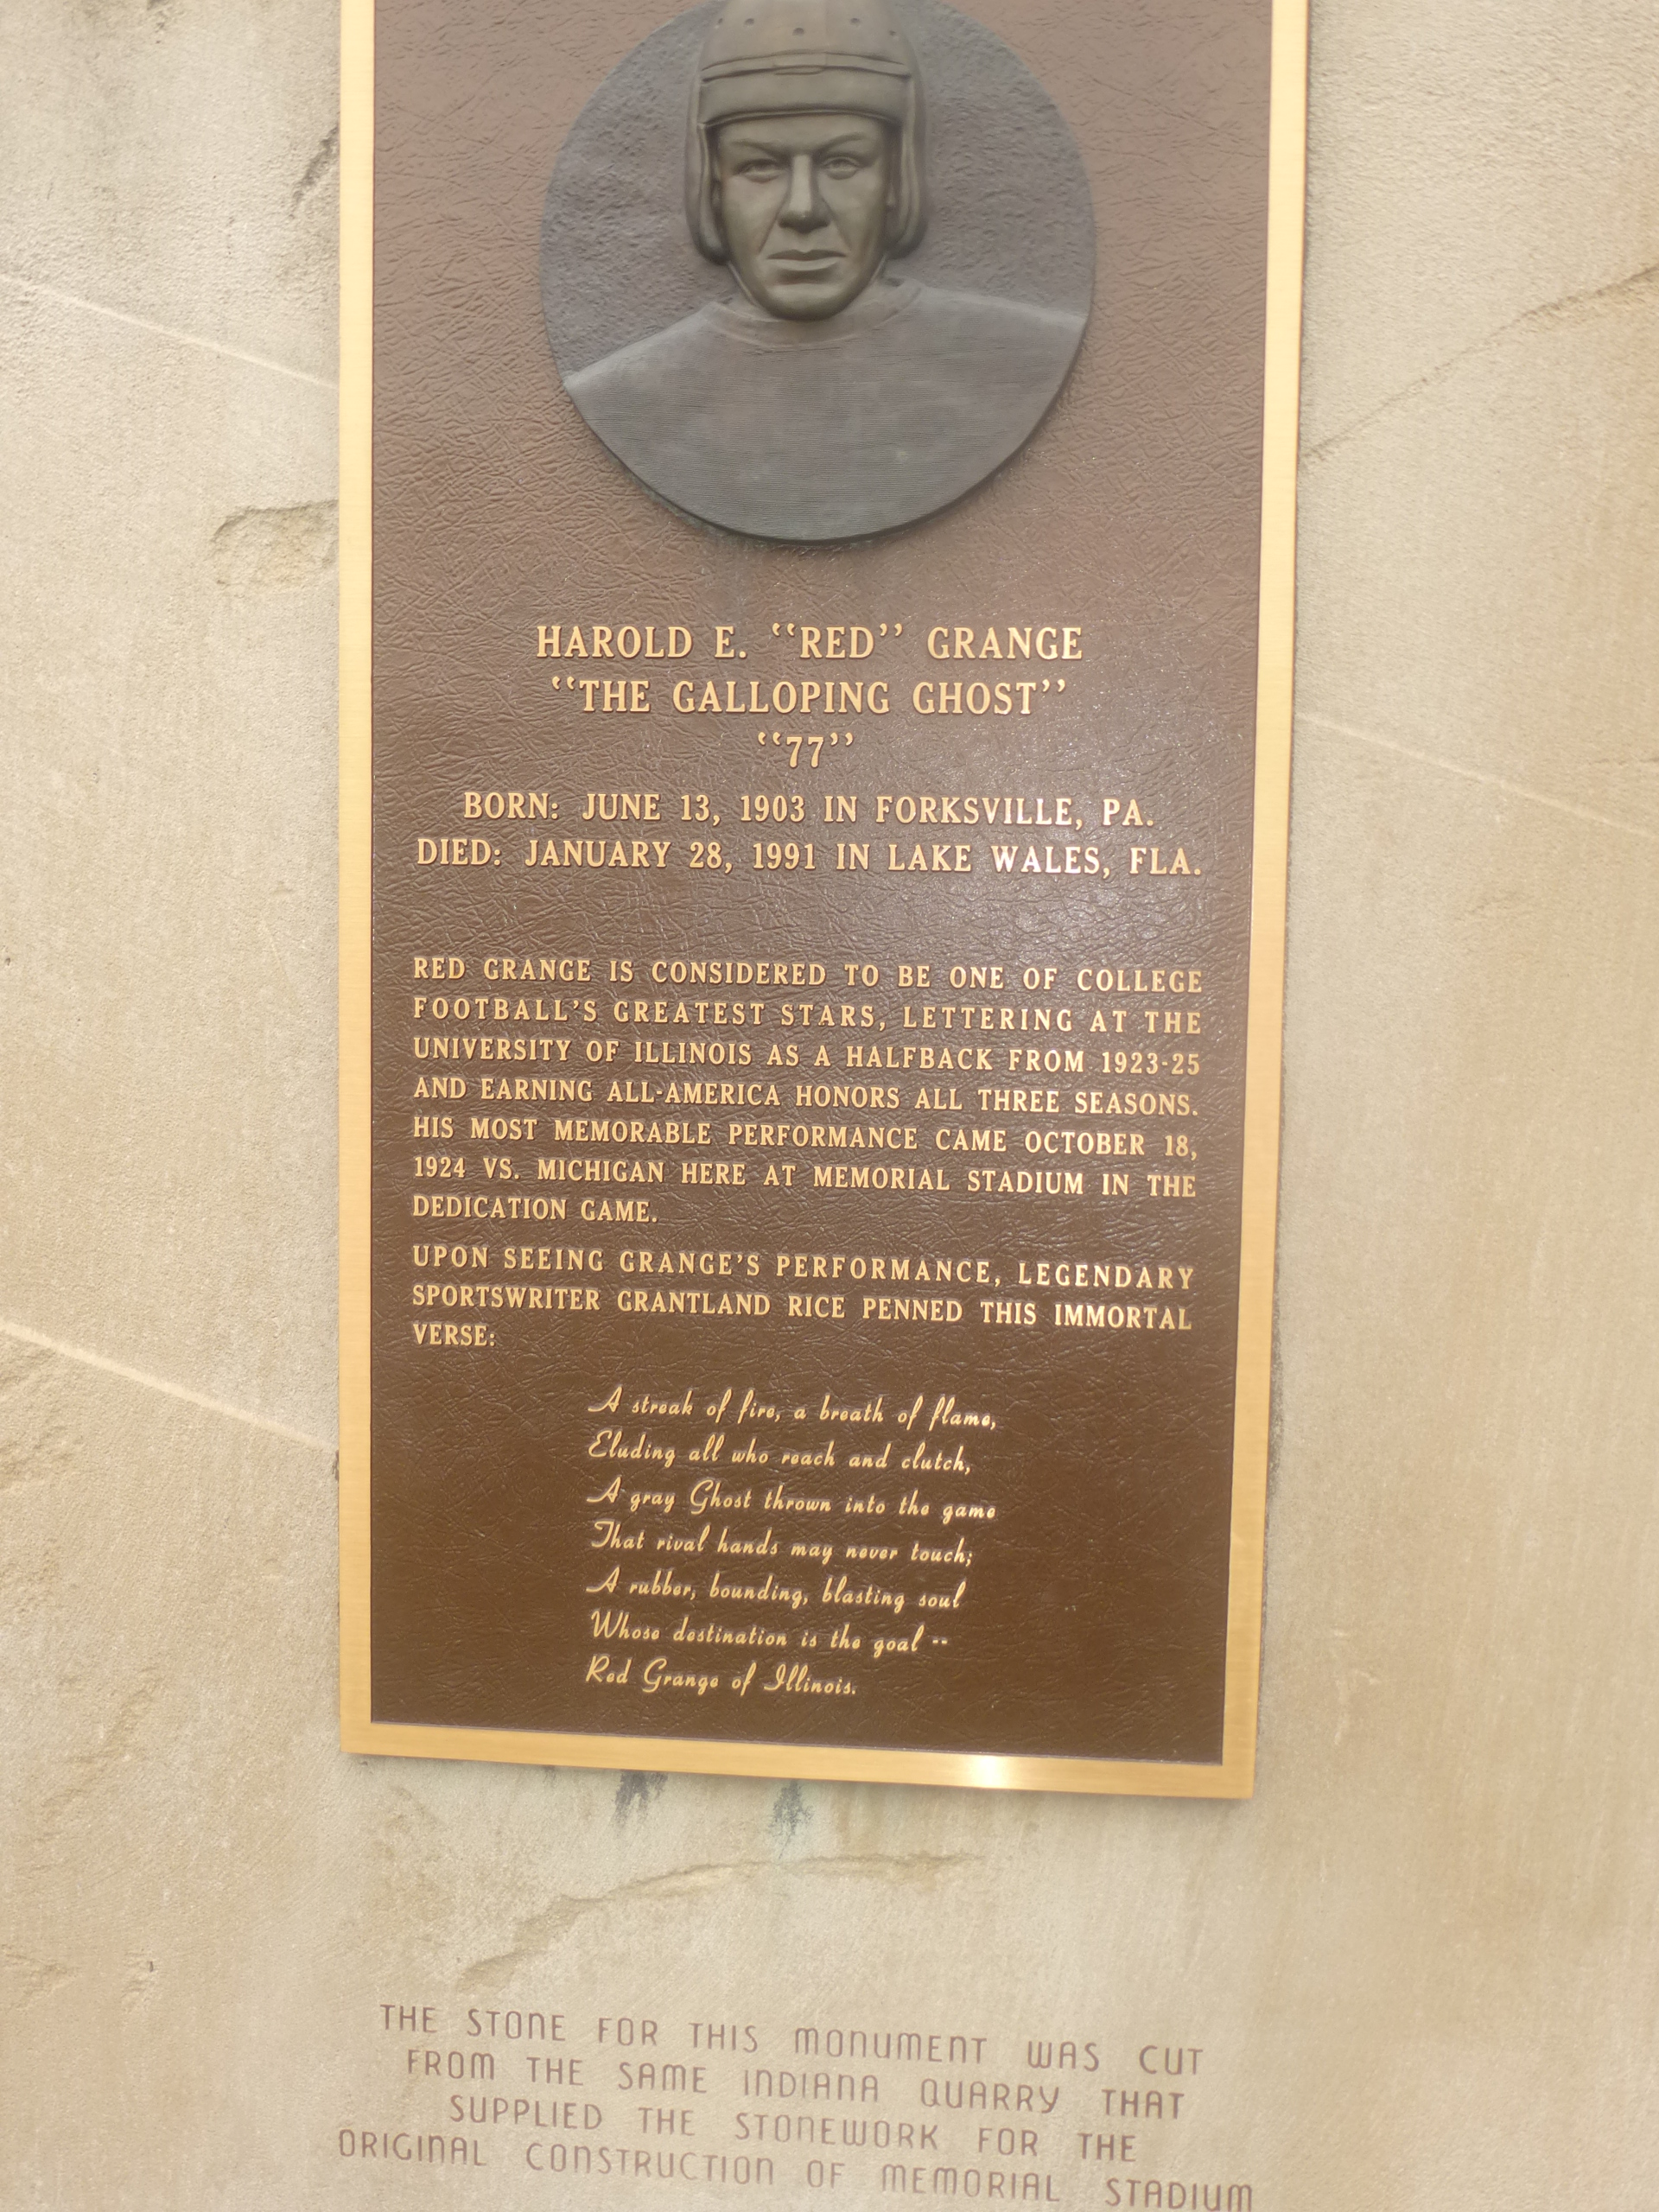 HAROLD E. "RED" GRANGE
"THE GALLOPING GHOST"
"77"
BORN: JUNE 13, 1903 IN FORKSVILLE, PA.
DIED: JANUARY 28, 1991 IN LAKE WALES, FLA.
RED GRANGE IS CONSIDERED TO BE ONE OF COLLEGE
FOOTBALL'S GREATEST STARS, LETTERING AT THE
UNIVERSITY OF ILLINOIS AS A HALFBACK FROM 1923-25
AND EARNING ALL-AMERICA HONORS ALL THREE SEASONS.
HIS MOST MEMORABLE PERFORMANCE CAME OCTOBER 18,
1924 VS. MICHIGAN HERE AT MEMORIAL STADIUM IN THE
DEDICATION GAME.
UPON SEEING GRANGE'S PERFORMANCE, LEGENDARY
SPORTSWRITER GRANTLAND RICE PENNED THIS IMMORTAL
VERSE:
A streak of fire, a breath of flame,
Eluding all who reach and clutch,
A gray Ghost thrown into the game
That rival hands may never touch;
A rubber, bounding, blasting soul
Whose destination is the goal --
Red Grange of Illinois.
THE STONE FOR THIS MONUMENT WAS CUT
FROM THE SAME INDIANA QUARRY THAT
SUPPLIED THE STONEWORK FOR THE
ORIGINAL CONSTRUCTION OF MEMORIAL STADIUM